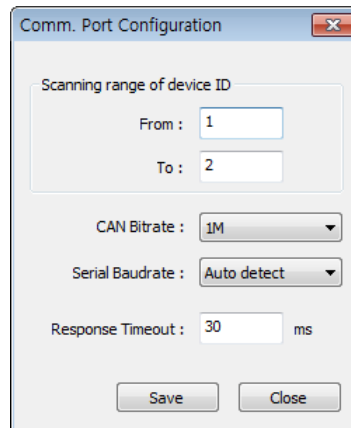 Comm. Port Configuration
Scanning range of device ID
From : 1
To : 2
CAN Bitrate : 1M
Serial Baudrate : Auto detect
Response Timeout : 30 ms
Save Close